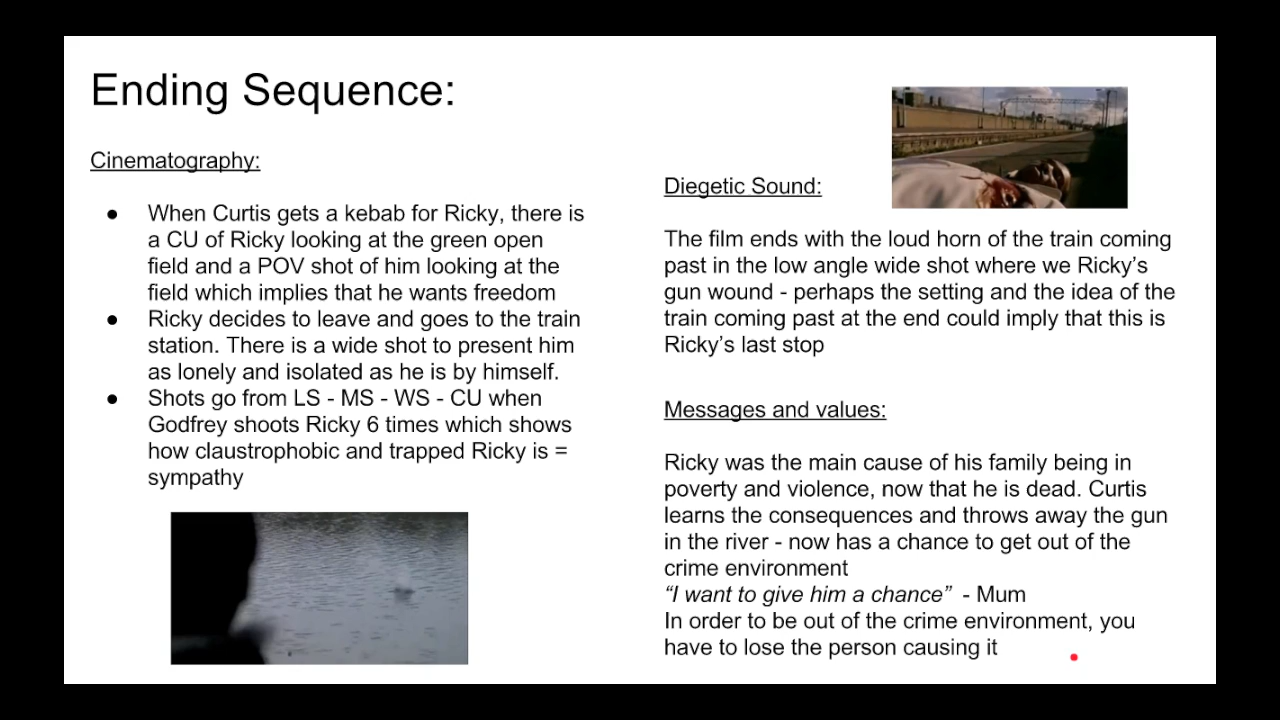 Ending Sequence:
Cinematography:
● When Curtis gets a kebab for Ricky, there is
a CU of Ricky looking at the green open
field and a POV shot of him looking at the
field which implies that he wants freedom
● Ricky decides to leave and goes to the train
station. There is a wide shot to present him
as lonely and isolated as he is by himself.
● Shots go from LS - MS - WS - CU when
Godfrey shoots Ricky 6 times which shows
how claustrophobic and trapped Ricky is =
sympathy
Diegetic Sound:
The film ends with the loud horn of the train coming
past in the low angle wide shot where we Ricky’s
gun wound - perhaps the setting and the idea of the
train coming past at the end could imply that this is
Ricky’s last stop
Messages and values:
Ricky was the main cause of his family being in
poverty and violence, now that he is dead. Curtis
learns the consequences and throws away the gun
in the river - now has a chance to get out of the
crime environment
“I want to give him a chance” - Mum
In order to be out of the crime environment, you
have to lose the person causing it